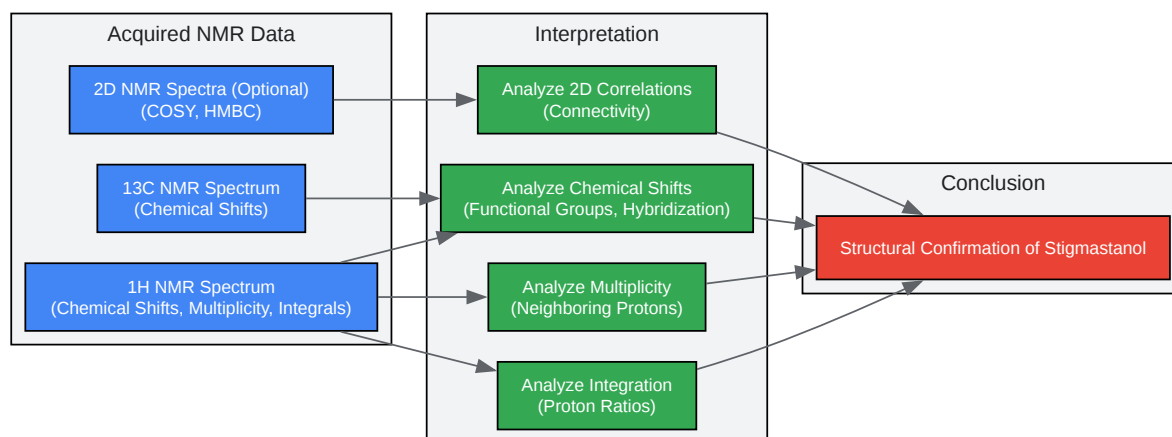 Acquired NMR Data
2D NMR Spectra (Optional)
(COSY, HMBC)
13C NMR Spectrum
(Chemical Shifts)
1H NMR Spectrum
(Chemical Shifts, Multiplicity, Integrals)
Interpretation
Analyze 2D Correlations
(Connectivity)
Analyze Chemical Shifts
(Functional Groups, Hybridization)
Analyze Multiplicity
(Neighboring Protons)
Analyze Integration
(Proton Ratios)
Conclusion
Structural Confirmation of Stigmastanol